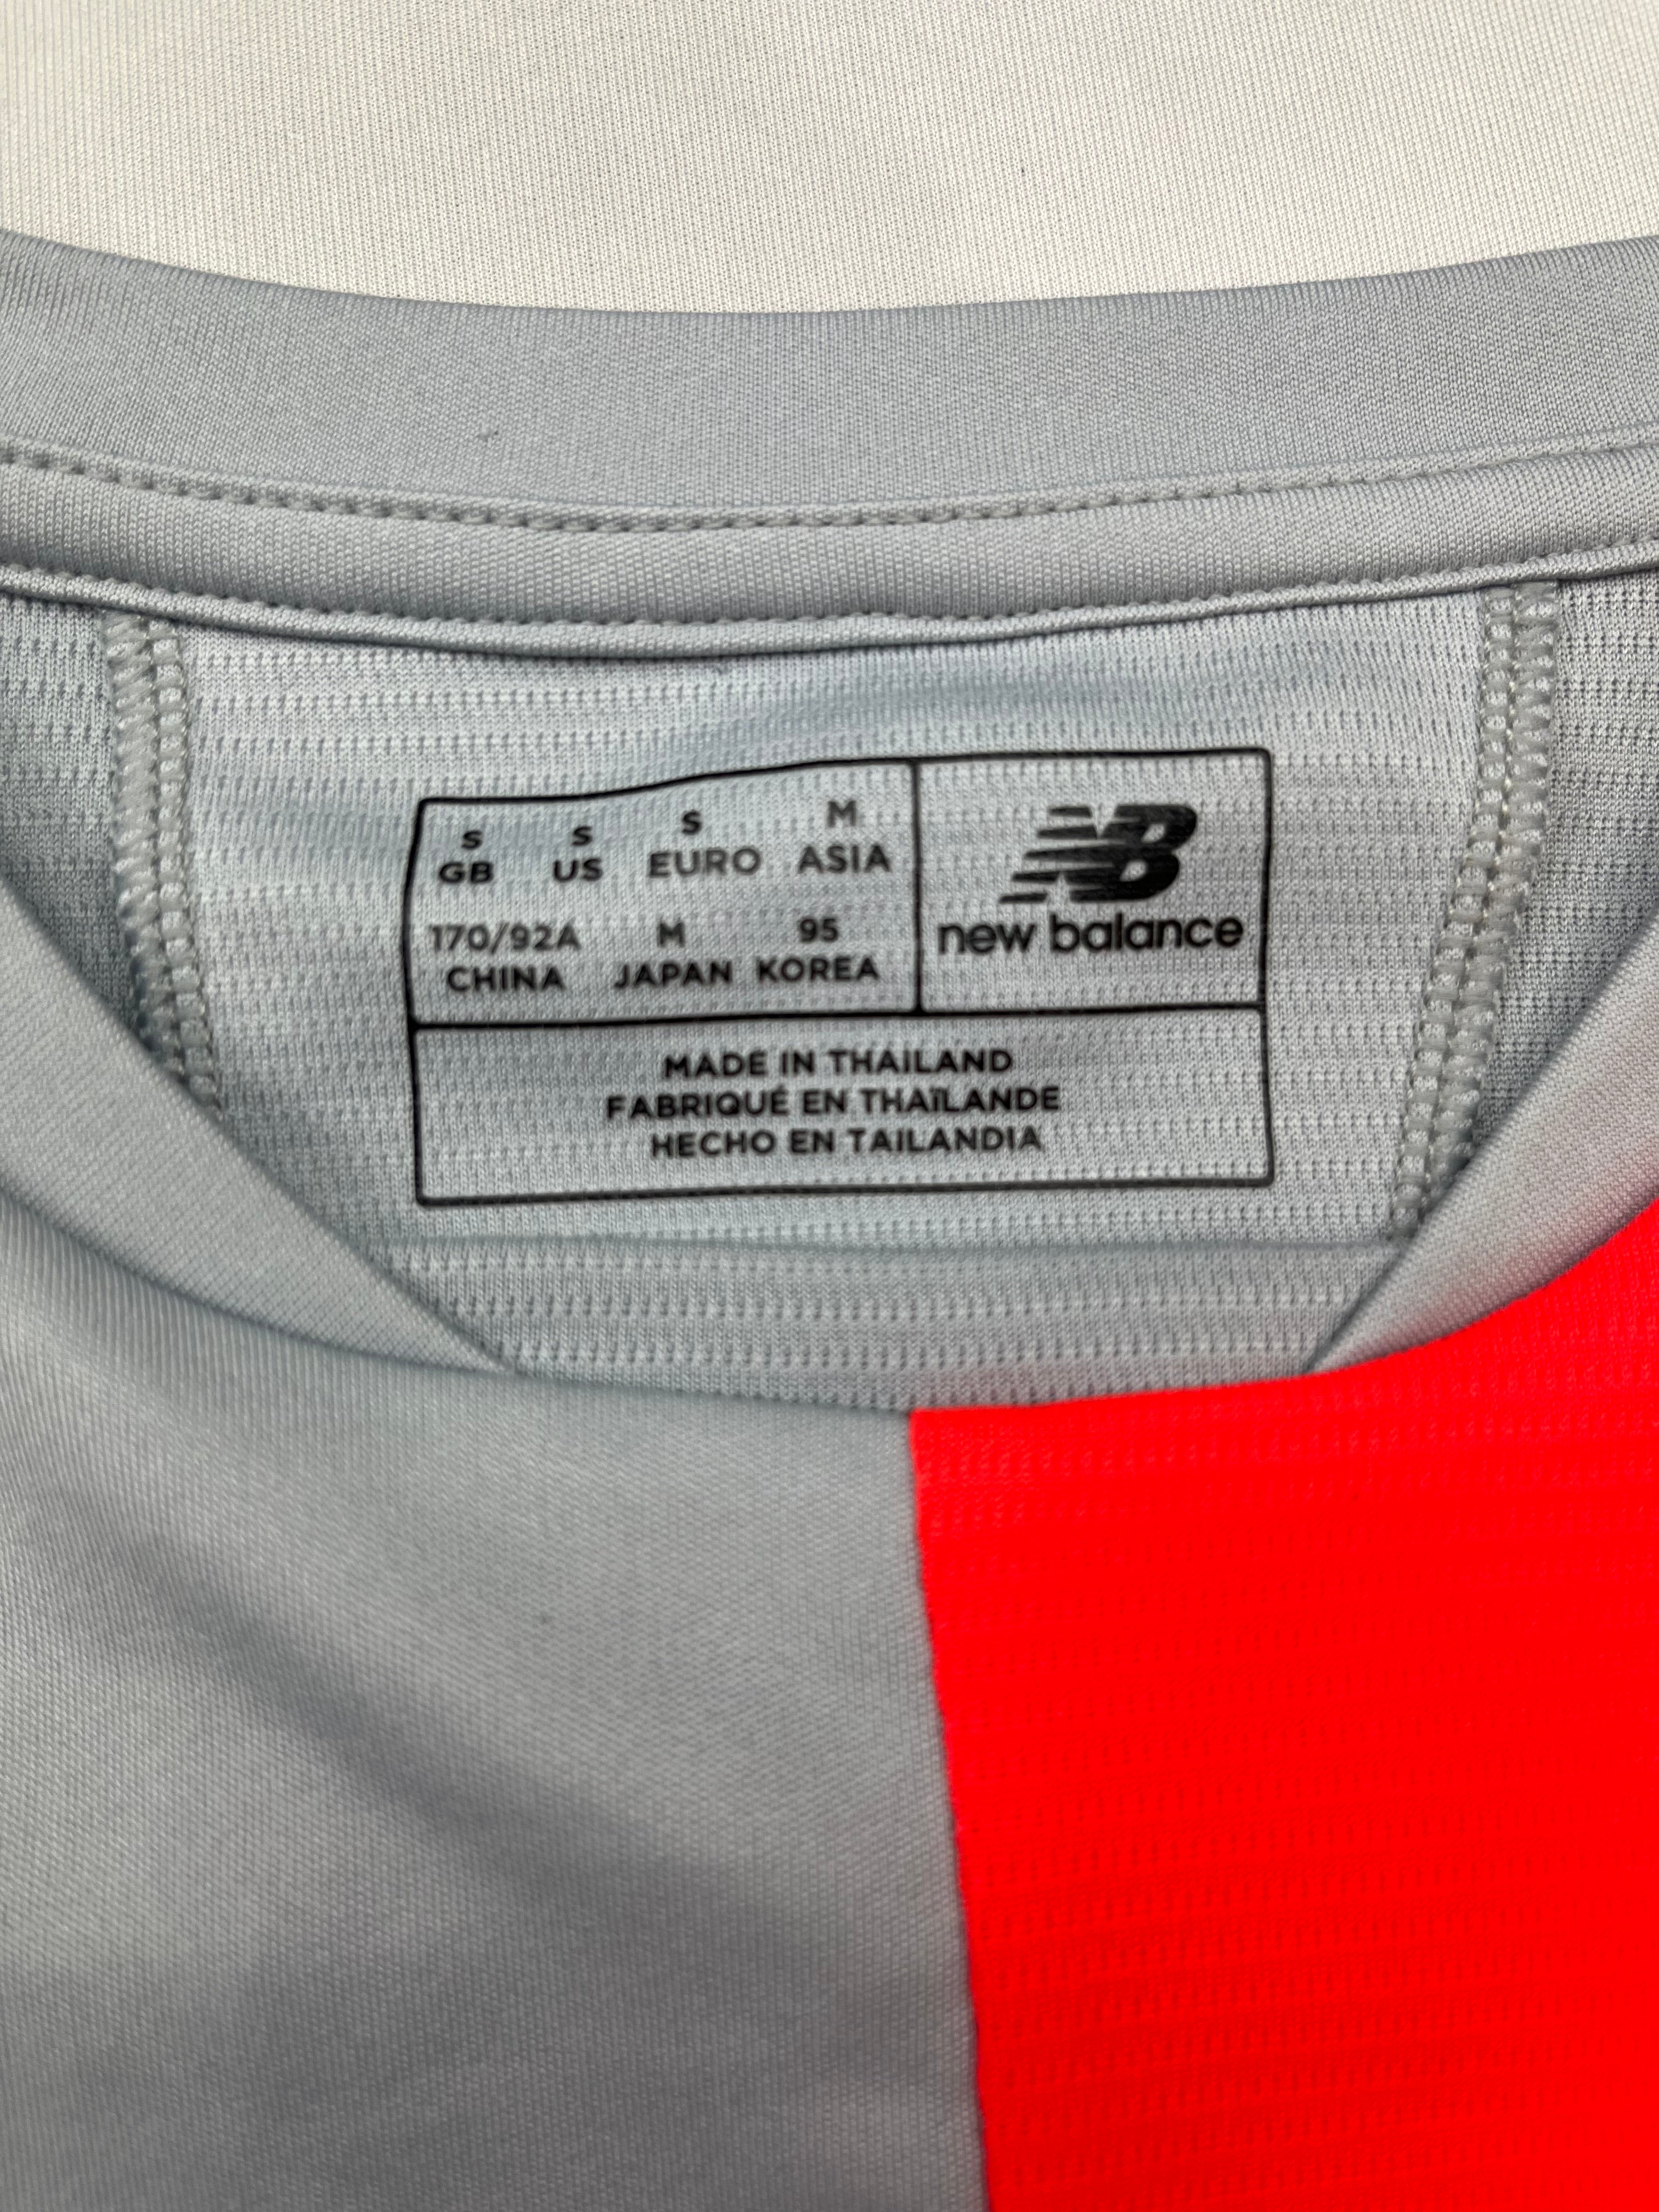 S S S M
GB US EURO ASIA
170/92A M 95
CHINA JAPAN KOREA
NB
new balance
MADE IN THAILAND
FABRIQUÉ EN THAÏLANDE
HECHO EN TAILANDIA